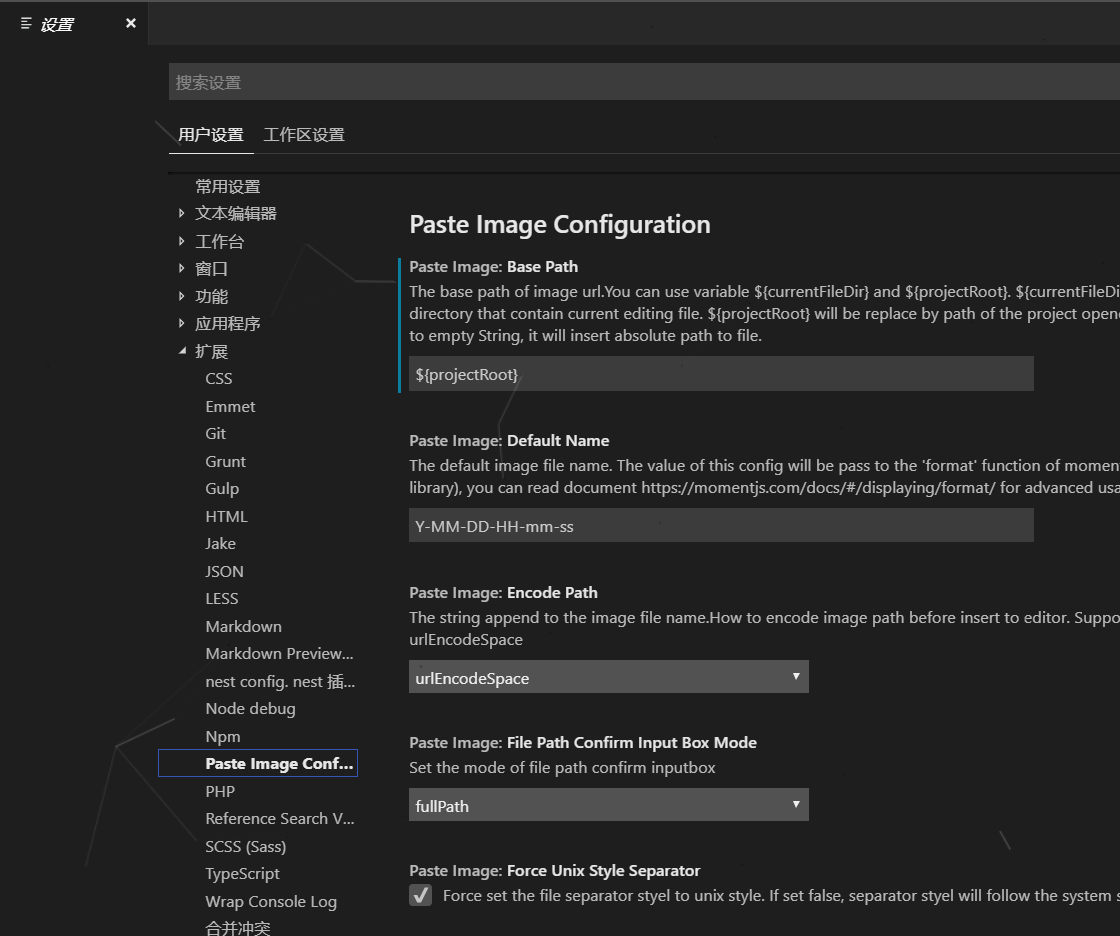 设置
搜索设置
用户设置 工作区设置
常用设置
文本编辑器
工作台
窗口
功能
应用程序
扩展
CSS
Emmet
Git
Grunt
Gulp
HTML
Jake
JSON
LESS
Markdown
Markdown Preview...
nest config. nest 插...
Node debug
Npm
Paste Image Conf...
PHP
Reference Search V...
SCSS (Sass)
TypeScript
Wrap Console Log
合并冲突
Paste Image Configuration
Paste Image: Base Path
The base path of image url.You can use variable ${currentFileDir} and ${projectRoot}. ${currentFileDi
directory that contain current editing file. ${projectRoot} will be replace by path of the project open
to empty String, it will insert absolute path to file.
${projectRoot}
Paste Image: Default Name
The default image file name. The value of this config will be pass to the 'format' function of momen
library), you can read document https://momentjs.com/docs/#/displaying/format/ for advanced usa
Y-MM-DD-HH-mm-ss
Paste Image: Encode Path
The string append to the image file name.How to encode image path before insert to editor. Suppo
urlEncodeSpace
urlEncodeSpace
Paste Image: File Path Confirm Input Box Mode
Set the mode of file path confirm inputbox
fullPath
Paste Image: Force Unix Style Separator
Force set the file separator styel to unix style. If set false, separator styel will follow the system s